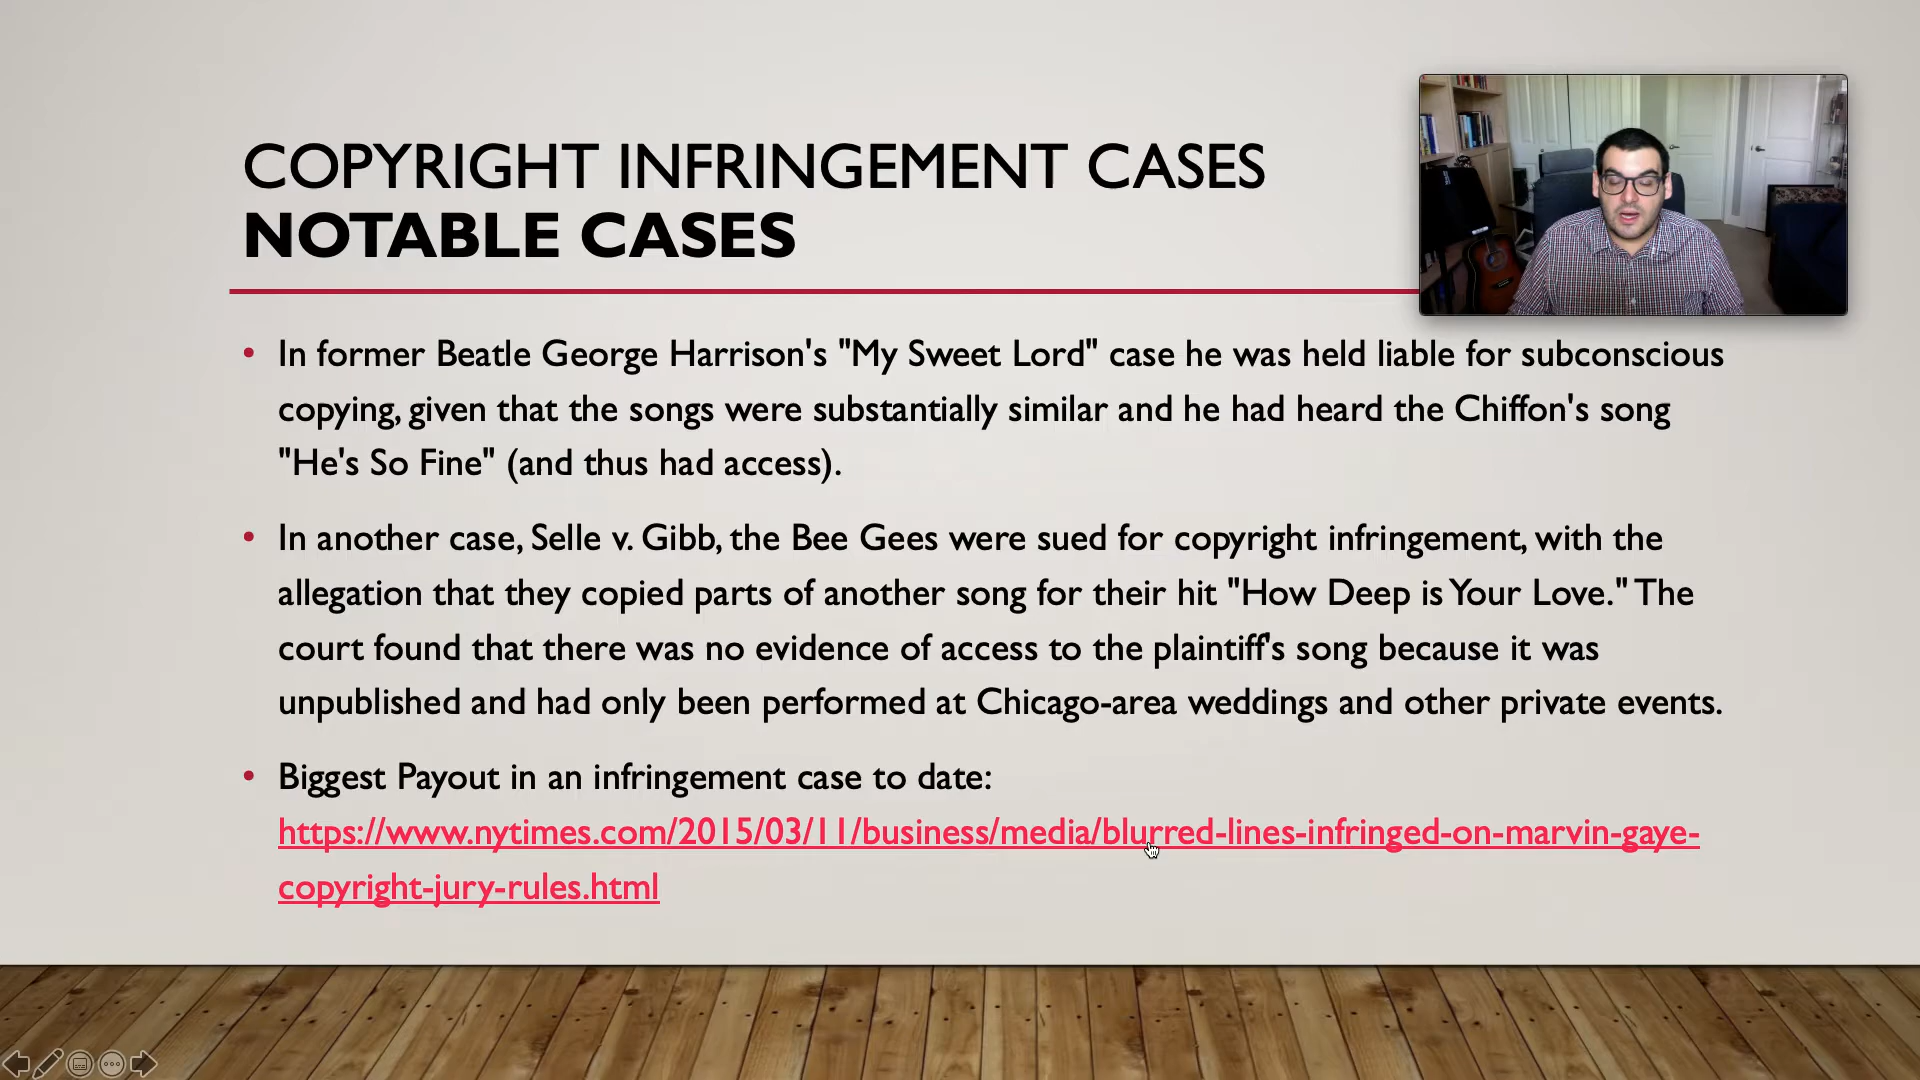 COPYRIGHT INFRINGEMENT CASES
NOTABLE CASES
• In former Beatle George Harrison's "My Sweet Lord" case he was held liable for subconscious
copying, given that the songs were substantially similar and he had heard the Chiffon's song
"He's So Fine" (and thus had access).
• In another case, Selle v. Gibb, the Bee Gees were sued for copyright infringement, with the
allegation that they copied parts of another song for their hit "How Deep is Your Love." The
court found that there was no evidence of access to the plaintiff's song because it was
unpublished and had only been performed at Chicago-area weddings and other private events.
• Biggest Payout in an infringement case to date:
https://www.nytimes.com/2015/03/11/business/media/blurred-lines-infringed-on-marvin-gaye-
copyright-jury-rules.html